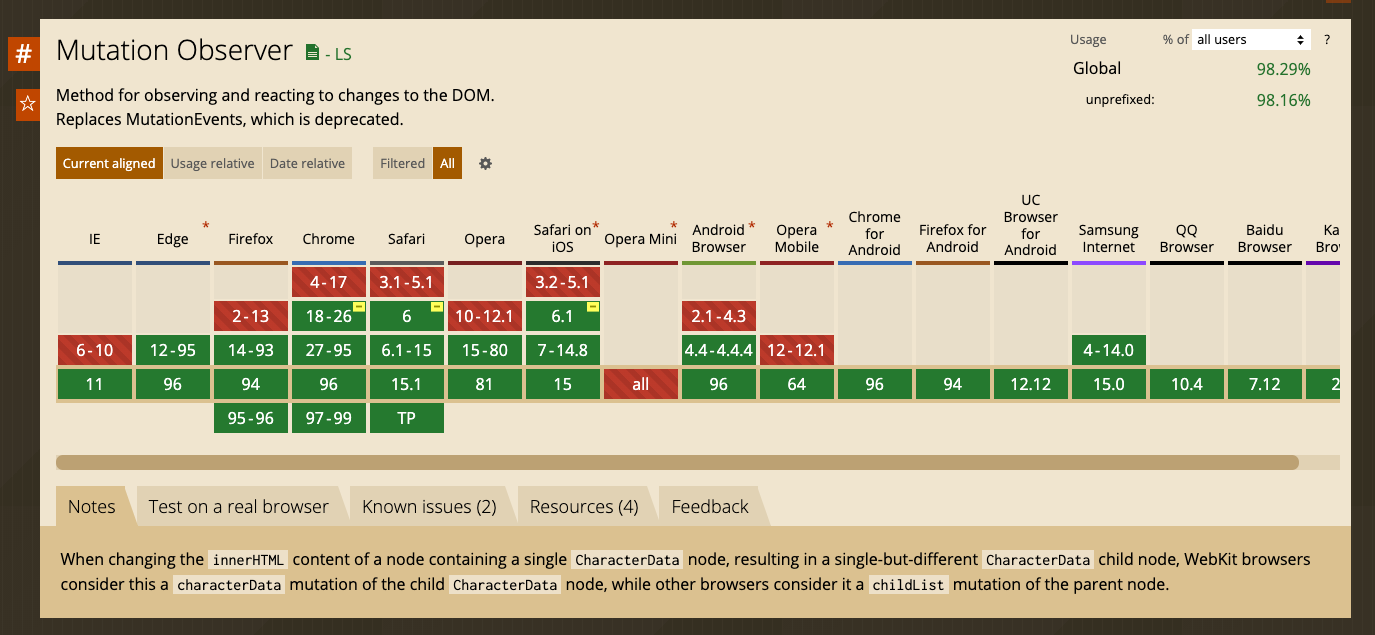 #
Mutation Observer - LS
Usage % of all users ?
Global 98.29%
unprefixed: 98.16%
Method for observing and reacting to changes to the DOM.
Replaces MutationEvents, which is deprecated.
Current aligned Usage relative Date relative Filtered All
IE Edge * Firefox Chrome Safari Opera Safari on iOS * Opera Mini * Android Browser * Opera Mobile * Chrome for Android Firefox for Android UC Browser for Android Samsung Internet QQ Browser Baidu Browser Ka Brov
4-17 3.1-5.1 3.2-5.1
2-13 18-26 6 10-12.1 6.1 2.1-4.3
6-10 12-95 14-93 27-95 6.1-15 15-80 7-14.8 4.4-4.4.4 12-12.1 4-14.0
11 96 94 96 15.1 81 15 all 96 64 96 94 12.12 15.0 10.4 7.12 2
95-96 97-99 TP
Notes Test on a real browser Known issues (2) Resources (4) Feedback
When changing the innerHTML content of a node containing a single CharacterData node, resulting in a single-but-different CharacterData child node, WebKit browsers
consider this a characterData mutation of the child CharacterData node, while other browsers consider it a childList mutation of the parent node.